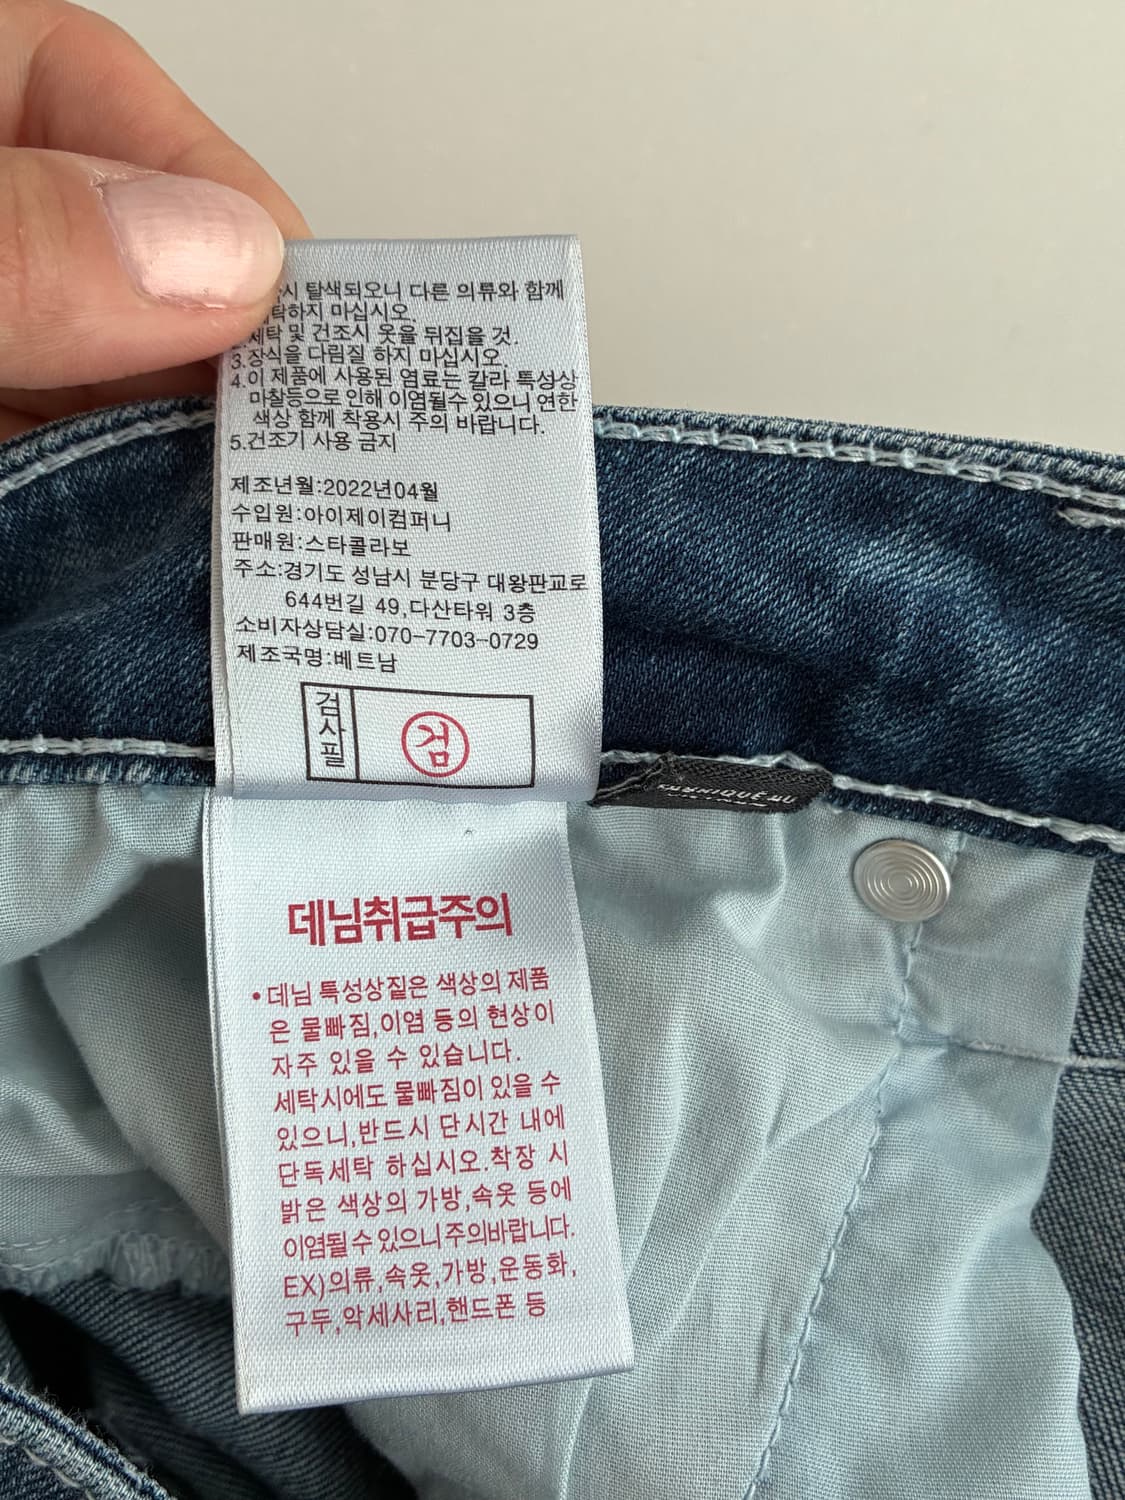 시 탈색되오니 다른 의류와 함께
세탁하지 마십시오.
2.세탁 및 건조시 옷을 뒤집을 것.
3.장식을 다림질 하지 마십시오.
4.이 제품에 사용된 염료는 칼라 특성상
마찰등으로 인해 이염될수 있으니 연한
색상 함께 착용시 주의 바랍니다.
5.건조기 사용 금지
제조년월:2022년04월
수입원:아이제이컴퍼니
판매원:스타콜라보
주소:경기도 성남시 분당구 대왕판교로
644번길 49,다산타워 3층
소비자상담실:070-7703-0729
제조국명:베트남
검사필
검
데님취급주의
•데님 특성상짙은 색상의 제품
은 물빠짐,이염 등의 현상이
자주 있을 수 있습니다.
세탁시에도 물빠짐이 있을 수
있으니,반드시 단시간 내에
단독세탁 하십시오.착장 시
밝은 색상의 가방,속옷 등에
이염될수 있으니주의바랍니다.
EX)의류,속옷,가방,운동화,
구두,악세사리,핸드폰 등